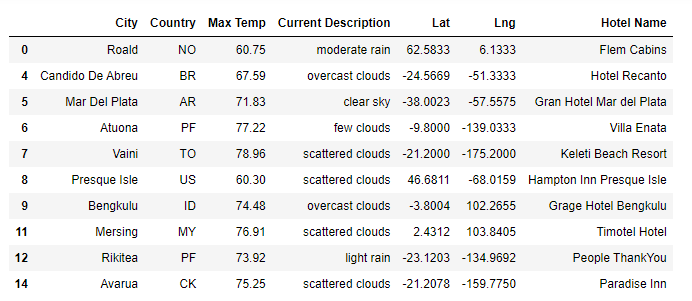 City Country Max Temp Current Description Lat Lng Hotel Name
0 Roald NO 60.75 moderate rain 62.5833 6.1333 Flem Cabins
4 Candido De Abreu BR 67.59 overcast clouds -24.5669 -51.3333 Hotel Recanto
5 Mar Del Plata AR 71.83 clear sky -38.0023 -57.5575 Gran Hotel Mar del Plata
6 Atuona PF 77.22 few clouds -9.8000 -139.0333 Villa Enata
7 Vaini TO 78.96 scattered clouds -21.2000 -175.2000 Keleti Beach Resort
8 Presque Isle US 60.30 scattered clouds 46.6811 -68.0159 Hampton Inn Presque Isle
9 Bengkulu ID 74.48 overcast clouds -3.8004 102.2655 Grage Hotel Bengkulu
11 Mersing MY 76.91 scattered clouds 2.4312 103.8405 Timotel Hotel
12 Rikitea PF 73.92 light rain -23.1203 -134.9692 People ThankYou
14 Avarua CK 75.25 scattered clouds -21.2078 -159.7750 Paradise Inn